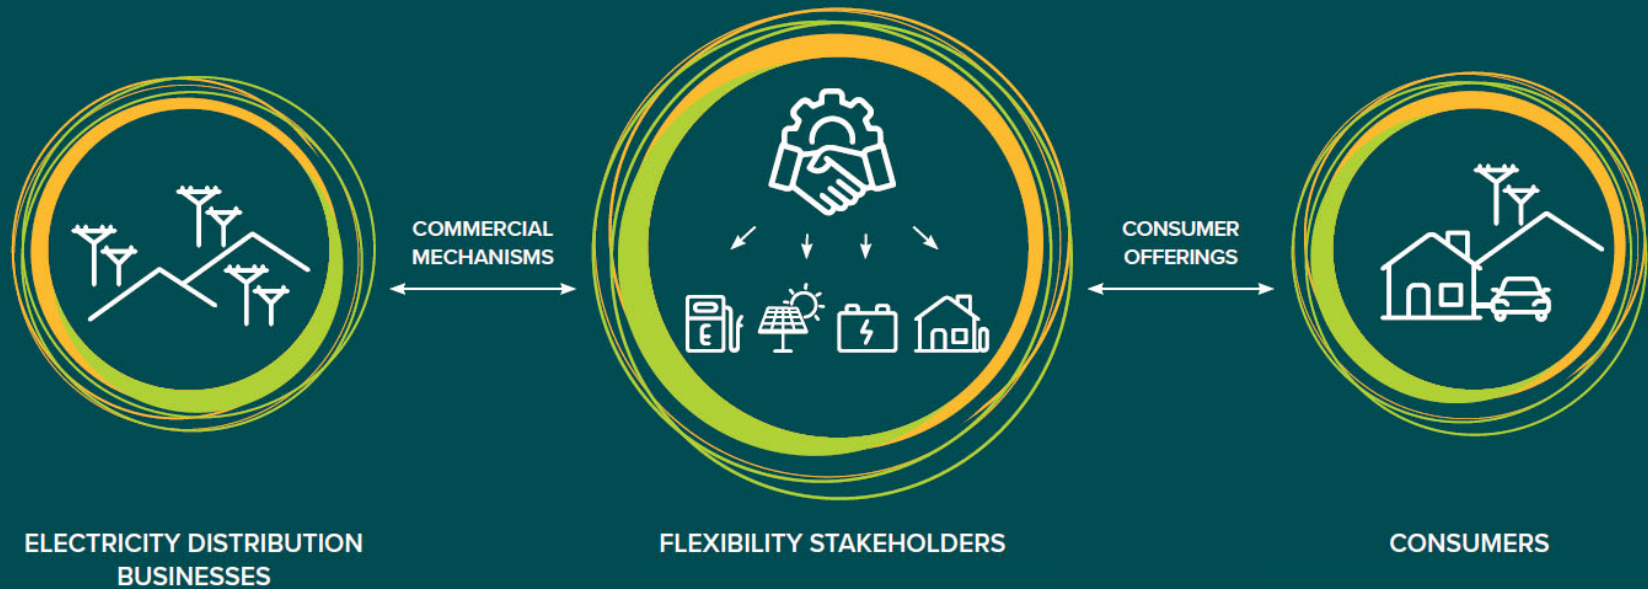 COMMERCIAL
MECHANISMS
CONSUMER
OFFERINGS
E
ELECTRICITY DISTRIBUTION
BUSINESSES
FLEXIBILITY STAKEHOLDERS
CONSUMERS